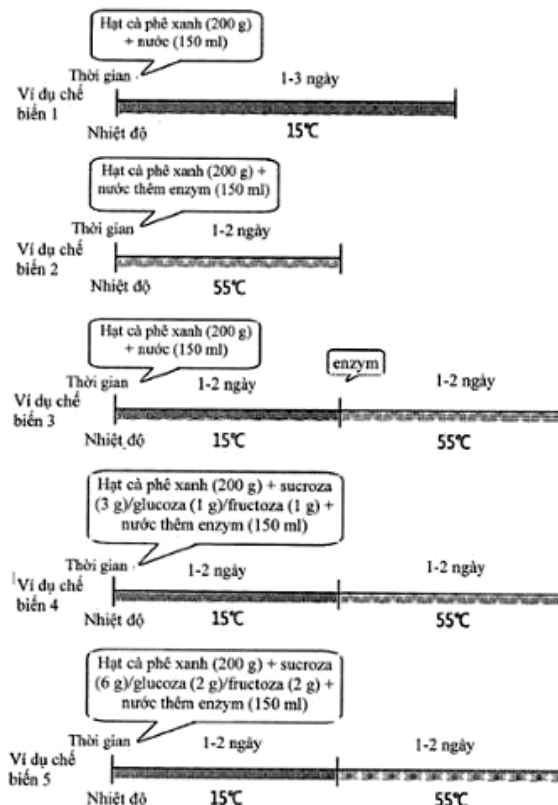 Hạt cà phê xanh (200 g)
+ nước (150 ml)
Thời gian
1-3 ngày
Ví dụ chế
biến 1
Nhiệt độ
15℃
Hạt cà phê xanh (200 g) +
nước thêm enzym (150 ml)
Thời gian
1-2 ngày
Ví dụ chế
biến 2
Nhiệt độ
55℃
Hạt cà phê xanh (200 g)
+ nước (150 ml)
enzym
Thời gian
1-2 ngày
1-2 ngày
Ví dụ chế
biến 3
Nhiệt độ
15℃
55℃
Hạt cà phê xanh (200 g) + sucroza
(3 g)/glucoza (1 g)/fructoza (1 g) +
nước thêm enzym (150 ml)
Thời gian
1-2 ngày
1-2 ngày
Ví dụ chế
biến 4
Nhiệt độ
15℃
55℃
Hạt cà phê xanh (200 g) + sucroza
(6 g)/glucoza (2 g)/fructoza (2 g) +
nước thêm enzym (150 ml)
Thời gian
1-2 ngày
1-2 ngày
Ví dụ chế
biến 5
Nhiệt độ
15℃
55℃